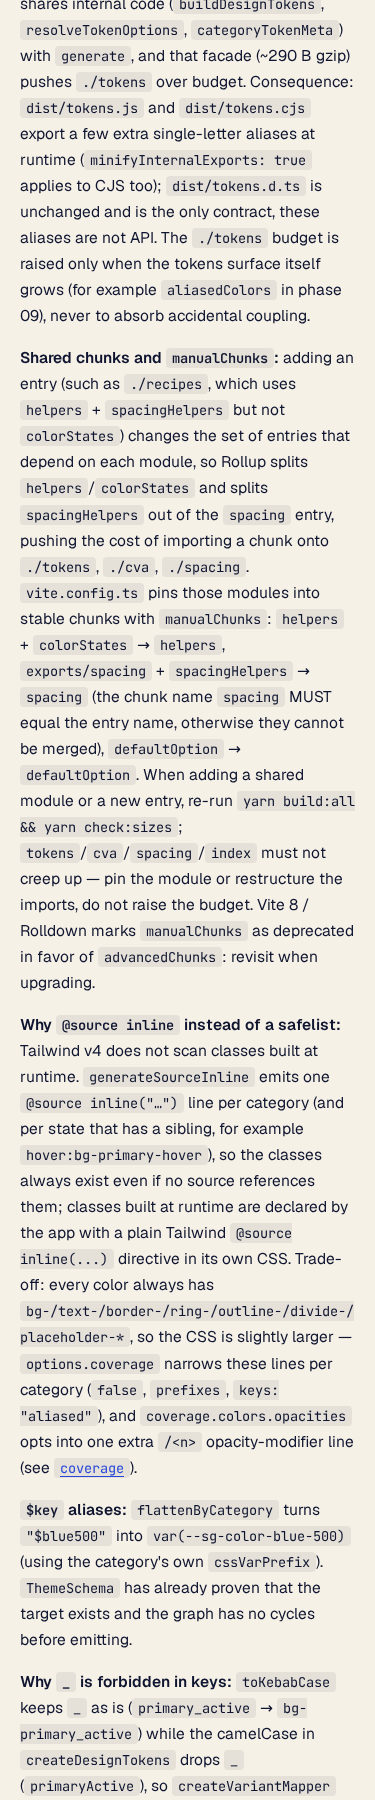 shares internal code ( buildDesignTokens ,
resolveTokenOptions , categoryTokenMeta )
with generate , and that facade (~290 B gzip)
pushes ./tokens over budget. Consequence:
dist/tokens.js and dist/tokens.cjs
export a few extra single-letter aliases at
runtime ( minifyInternalExports: true
applies to CJS too); dist/tokens.d.ts is
unchanged and is the only contract, these
aliases are not API. The ./tokens budget is
raised only when the tokens surface itself
grows (for example aliasedColors in phase
09), never to absorb accidental coupling.
Shared chunks and manualChunks : adding an
entry (such as ./recipes , which uses
helpers + spacingHelpers but not
colorStates ) changes the set of entries that
depend on each module, so Rollup splits
helpers / colorStates and splits
spacingHelpers out of the spacing entry,
pushing the cost of importing a chunk onto
./tokens , ./cva , ./spacing .
vite.config.ts pins those modules into
stable chunks with manualChunks : helpers
+ colorStates → helpers ,
exports/spacing + spacingHelpers →
spacing (the chunk name spacing MUST
equal the entry name, otherwise they cannot
be merged), defaultOption →
defaultOption . When adding a shared
module or a new entry, re-run yarn build:all
&& yarn check:sizes ;
tokens / cva / spacing / index must not
creep up — pin the module or restructure the
imports, do not raise the budget. Vite 8 /
Rolldown marks manualChunks as deprecated
in favor of advancedChunks : revisit when
upgrading.
Why @source inline instead of a safelist:
Tailwind v4 does not scan classes built at
runtime. generateSourceInline emits one
@source inline("…") line per category (and
per state that has a sibling, for example
hover:bg-primary-hover ), so the classes
always exist even if no source references
them; classes built at runtime are declared by
the app with a plain Tailwind @source
inline(...) directive in its own CSS. Trade-
off: every color always has
bg-/text-/border-/ring-/outline-/divide-/
placeholder-* , so the CSS is slightly larger —
options.coverage narrows these lines per
category ( false , prefixes , keys:
"aliased" ), and coverage.colors.opacities
opts into one extra /<n> opacity-modifier line
(see coverage ).
$key aliases: flattenByCategory turns
"$blue500" into var(--sg-color-blue-500)
(using the category's own cssVarPrefix ).
ThemeSchema has already proven that the
target exists and the graph has no cycles
before emitting.
Why _ is forbidden in keys: toKebabCase
keeps _ as is ( primary_active → bg-
primary_active ) while the camelCase in
createDesignTokens drops _
( primaryActive ), so createVariantMapper